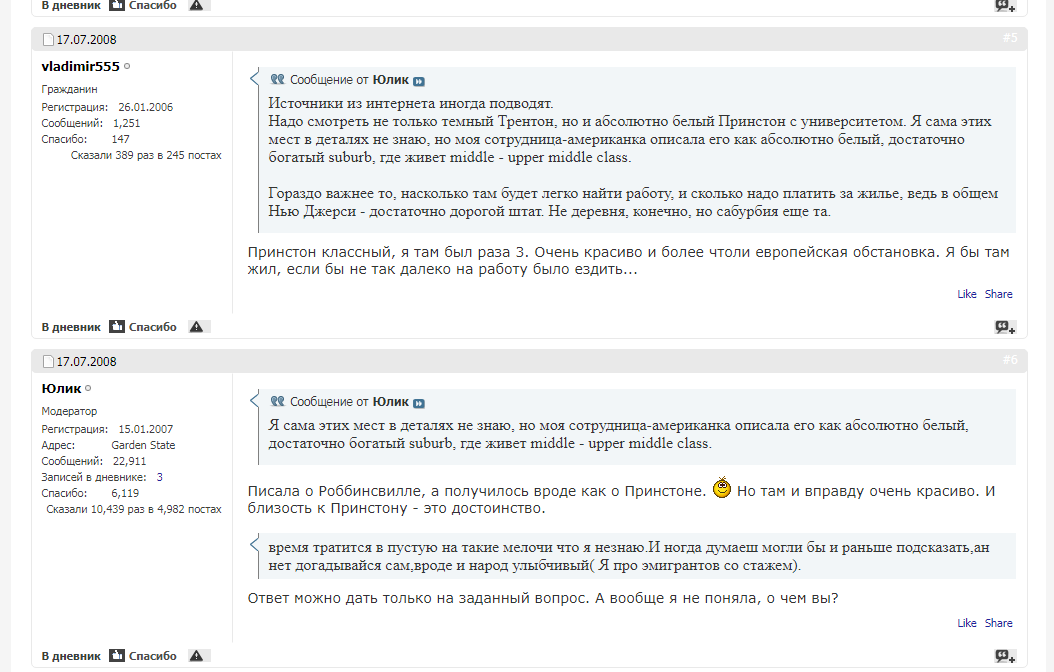 В дневник Спасибо
17.07.2008 #5
vladimir555
Гражданин
Регистрация: 26.01.2006
Сообщений: 1,251
Спасибо: 147
Сказали 389 раз в 245 постах
Сообщение от Юлик
Источники из интернета иногда подводят.
Надо смотреть не только темный Трентон, но и абсолютно белый Принстон с университетом. Я сама этих
мест в деталях не знаю, но моя сотрудница-американка описала его как абсолютно белый, достаточно
богатый suburb, где живет middle - upper middle class.
Гораздо важнее то, насколько там будет легко найти работу, и сколько надо платить за жилье, ведь в общем
Нью Джерси - достаточно дорогой штат. Не деревня, конечно, но сабурбия еще та.
Принстон классный, я там был раза 3. Очень красиво и более чтоли европейская обстановка. Я бы там
жил, если бы не так далеко на работу было ездить...
Like Share
В дневник Спасибо
17.07.2008 #6
Юлик
Модератор
Регистрация: 15.01.2007
Адрес: Garden State
Сообщений: 22,911
Записей в дневнике: 3
Спасибо: 6,119
Сказали 10,439 раз в 4,982 постах
Сообщение от Юлик
Я сама этих мест в деталях не знаю, но моя сотрудница-американка описала его как абсолютно белый,
достаточно богатый suburb, где живет middle - upper middle class.
Писала о Роббинсвилле, а получилось вроде как о Принстоне. Но там и вправду очень красиво. И
близость к Принстону - это достоинство.
время тратится в пустую на такие мелочи что я незнаю.И ногда думаеш могли бы и раньше подсказать,ан
нет догадывайся сам,вроде и народ улыбчивый( Я про эмигрантов со стажем).
Ответ можно дать только на заданный вопрос. А вообще я не поняла, о чем вы?
Like Share
В дневник Спасибо